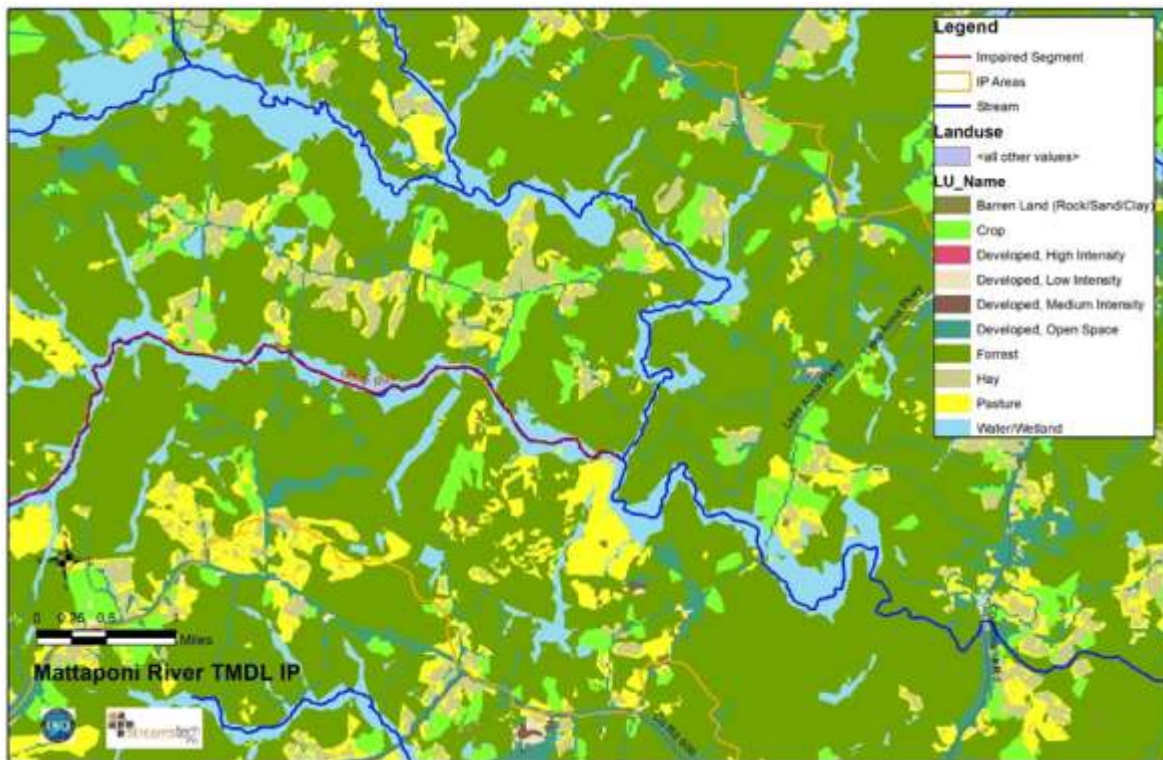 Legend
Impaired Segment
IP Areas
Stream
Landuse
<all other values>
LU_Name
Barren Land (Rock/Sand/Clay)
Crop
Developed, High Intensity
Developed, Low Intensity
Developed, Medium Intensity
Developed, Open Space
Forrest
Hay
Pasture
Water/Wetland
0 0.25 0.5 1
Miles
Mattaponi River TMDL IP
streams tech